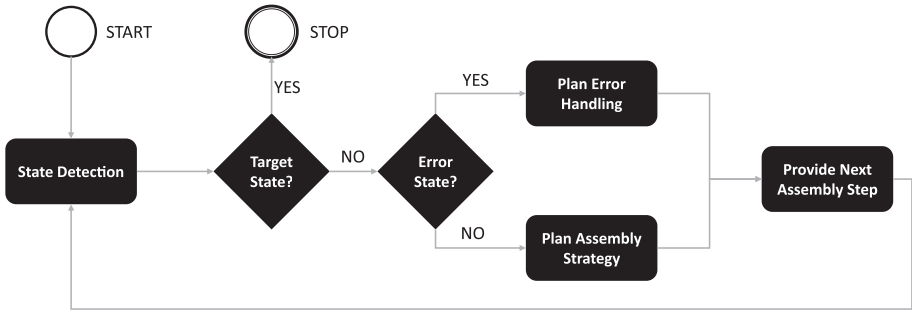 START
STOP
YES
State Detection
Target
State?
NO
Error
State?
YES
Plan Error
Handling
NO
Plan Assembly
Strategy
Provide Next
Assembly Step